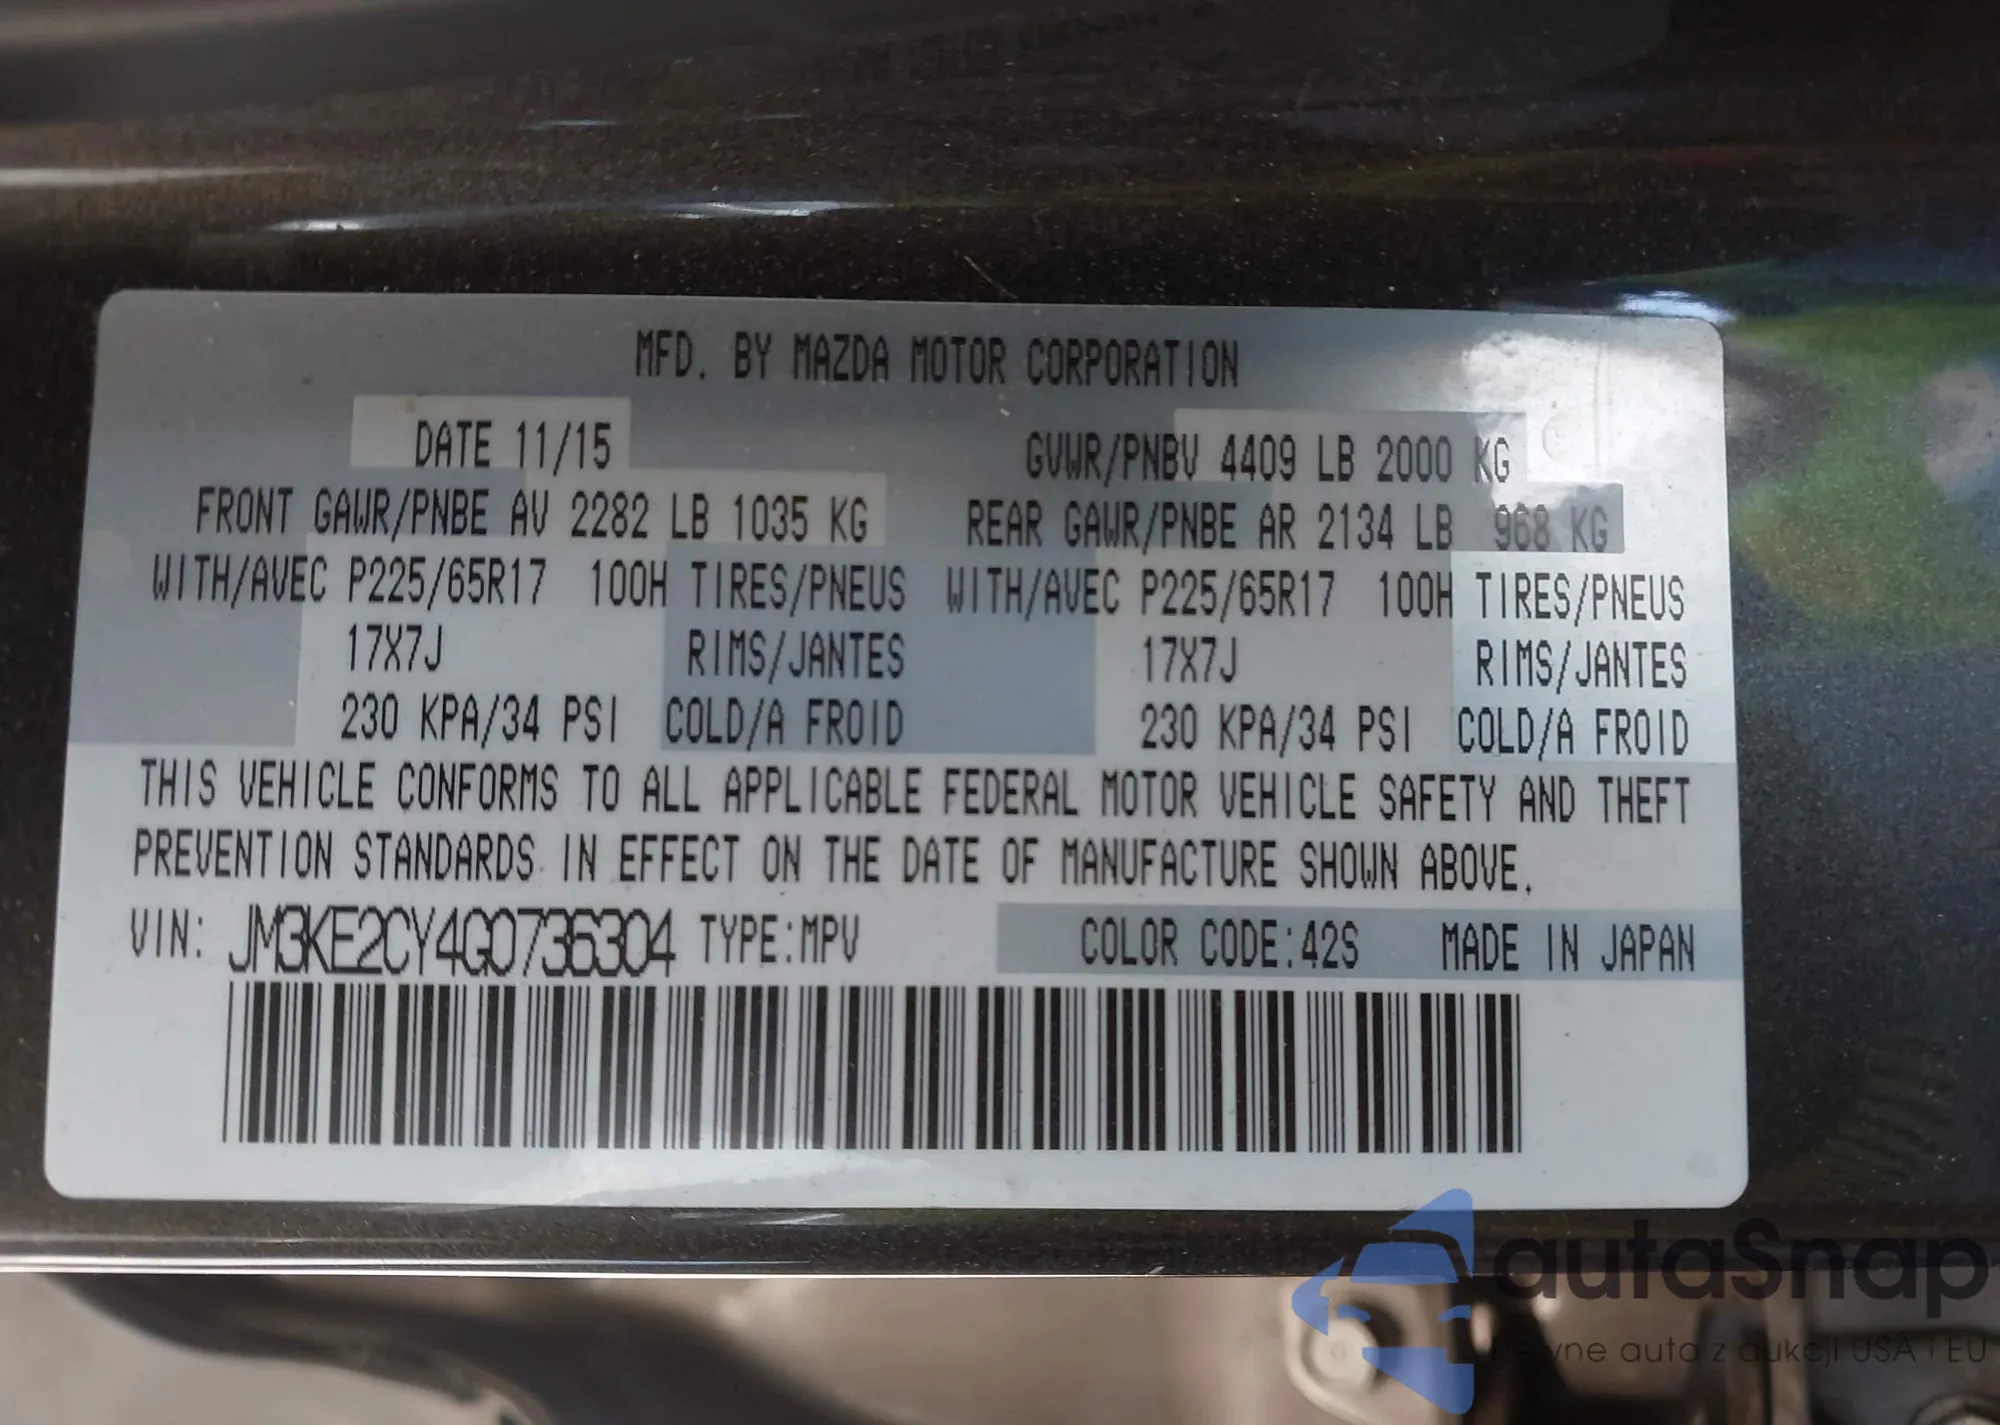 MFD. BY MAZDA MOTOR CORPORATION
DATE 11/15 GVWR/PNBV 4409 LB 2000 KG
FRONT GAWR/PNBE AV 2282 LB 1035 KG REAR GAWR/PNBE AR 2134 LB 968 KG
WITH/AVEC P225/65R17 100H TIRES/PNEUS WITH/AVEC P225/65R17 100H TIRES/PNEUS
17X7J RIMS/JANTES 17X7J RIMS/JANTES
230 KPA/34 PSI COLD/A FROID 230 KPA/34 PSI COLD/A FROID
THIS VEHICLE CONFORMS TO ALL APPLICABLE FEDERAL MOTOR VEHICLE SAFETY AND THEFT
PREVENTION STANDARDS IN EFFECT ON THE DATE OF MANUFACTURE SHOWN ABOVE.
VIN: JM3KE2CY4G0736304 TYPE:MPV COLOR CODE:42S MADE IN JAPAN
autaSnap
Pewne auto z aukcji USA i EU